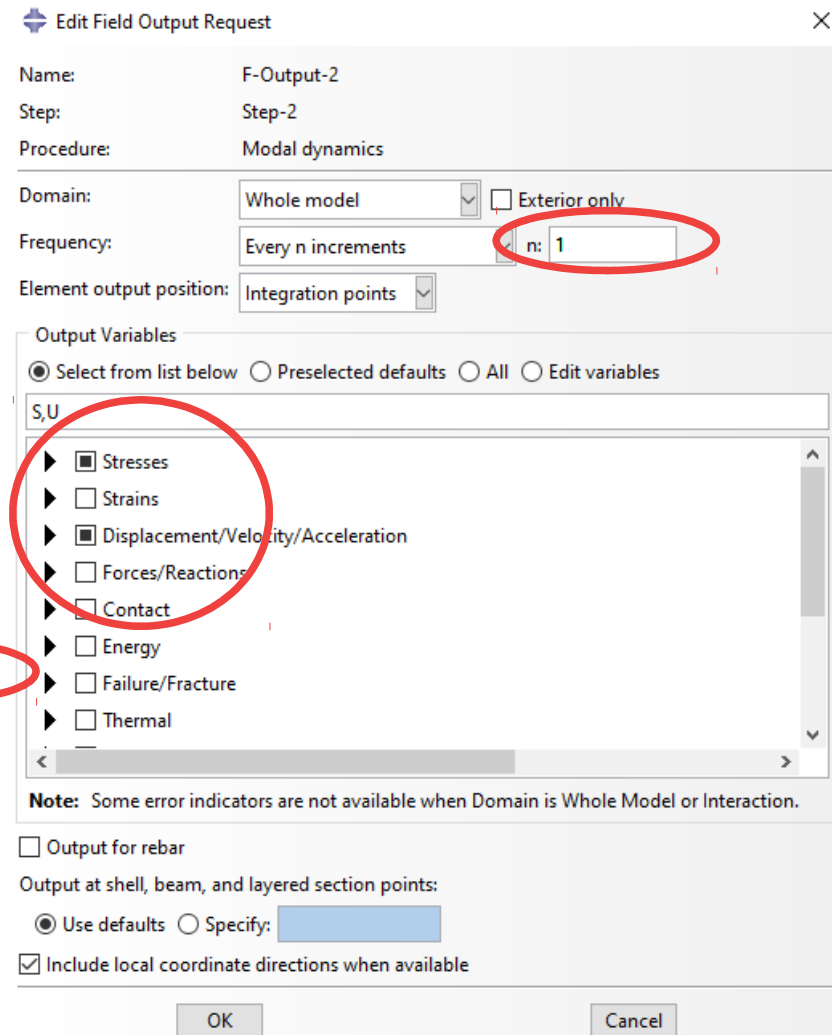 Edit Field Output Request
Name: F-Output-2
Step: Step-2
Procedure: Modal dynamics
Domain: Whole model Exterior only
Frequency: Every n increments n: 1
Element output position: Integration points
Output Variables
Select from list below Preselected defaults All Edit variables
S,U
Stresses
Strains
Displacement/Velocity/Acceleration
Forces/Reactions
Contact
Energy
Failure/Fracture
Thermal
Note: Some error indicators are not available when Domain is Whole Model or Interaction.
Output for rebar
Output at shell, beam, and layered section points:
Use defaults Specify:
Include local coordinate directions when available
OK Cancel